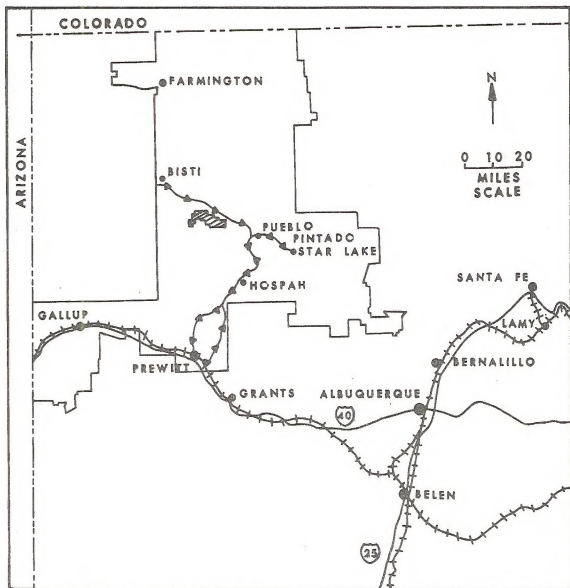 COLORADO
ARIZONA
FARMINGTON
N
0 10 20
MILES
SCALE
BISTI
PUEBLO
PINTADO
STAR LAKE
HOSPAH
SANTA FE
LAMY
GALLUP
PREWITT
GRANTS
ALBUQUERQUE
BERNALILLO
40
BELEN
25